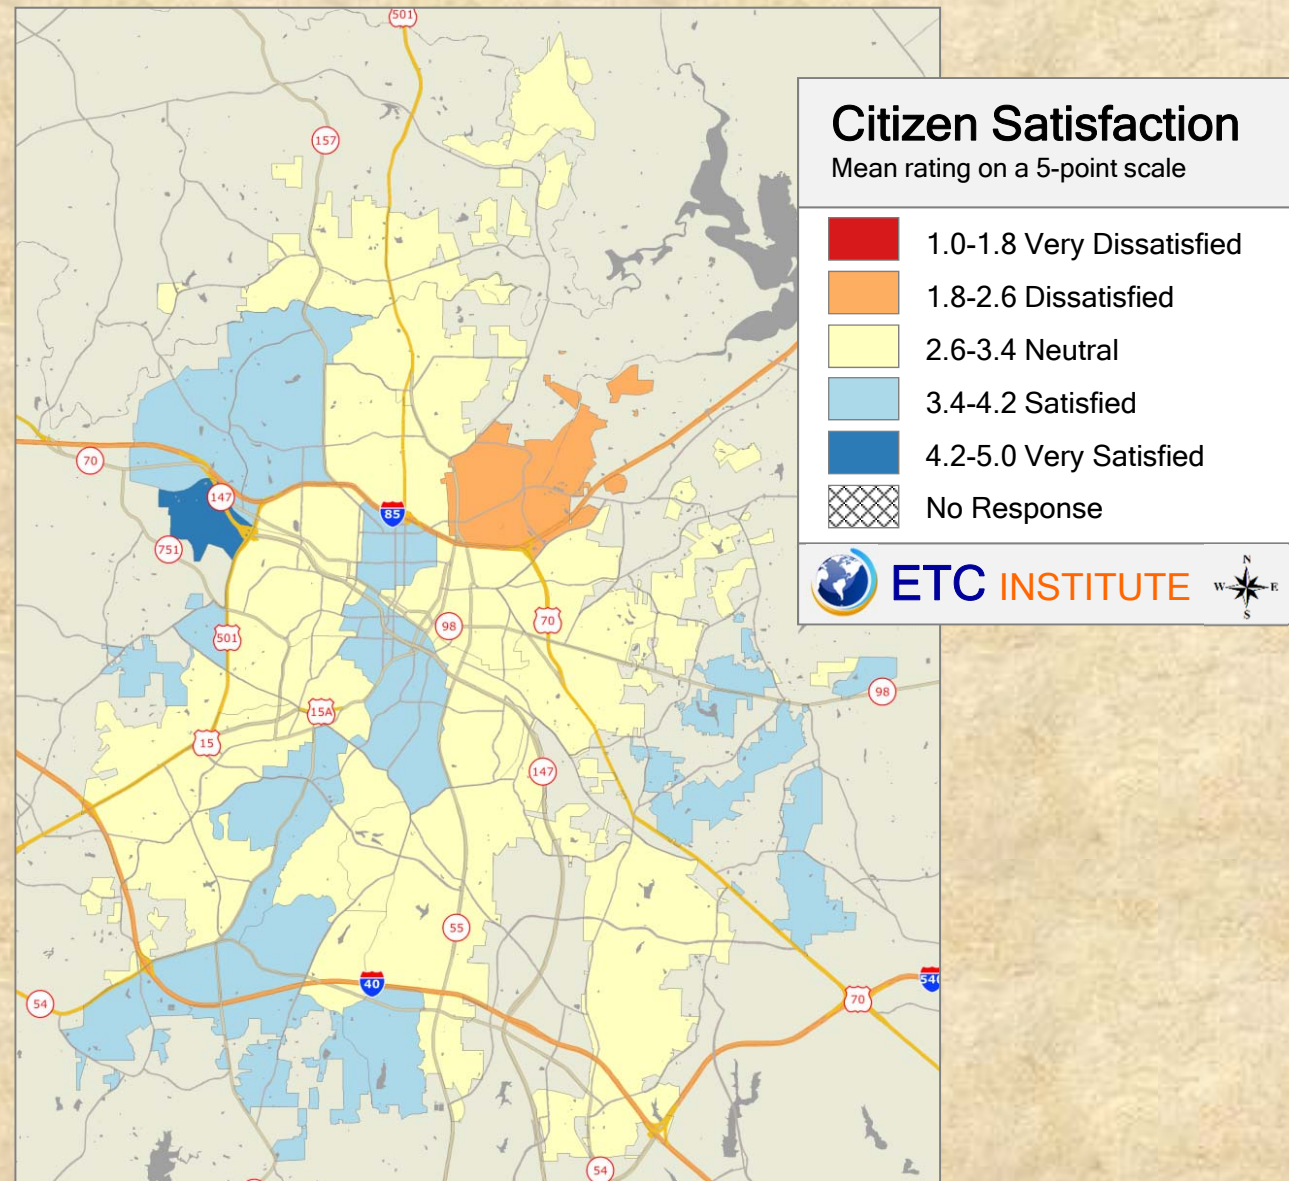 501
157
Citizen Satisfaction
Mean rating on a 5-point scale
1.0-1.8 Very Dissatisfied
1.8-2.6 Dissatisfied
2.6-3.4 Neutral
3.4-4.2 Satisfied
4.2-5.0 Very Satisfied
No Response
ETC INSTITUTE
N
W E
S
70
147
85
751
501
98
70
98
15A
15
147
55
40
54
70
540
54